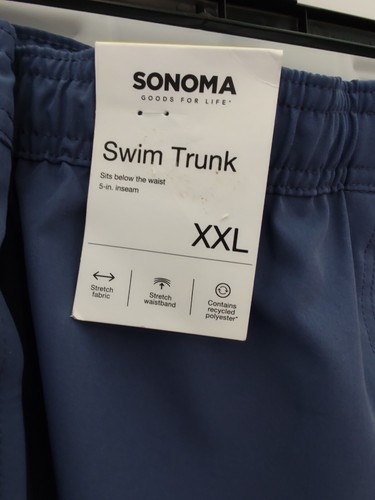 SONOMA
GOODS FOR LIFE™
Swim Trunk
Sits below the waist
5-in. inseam
XXL
Stretch
fabric
Stretch
waistband
Contains
recycled
polyester*